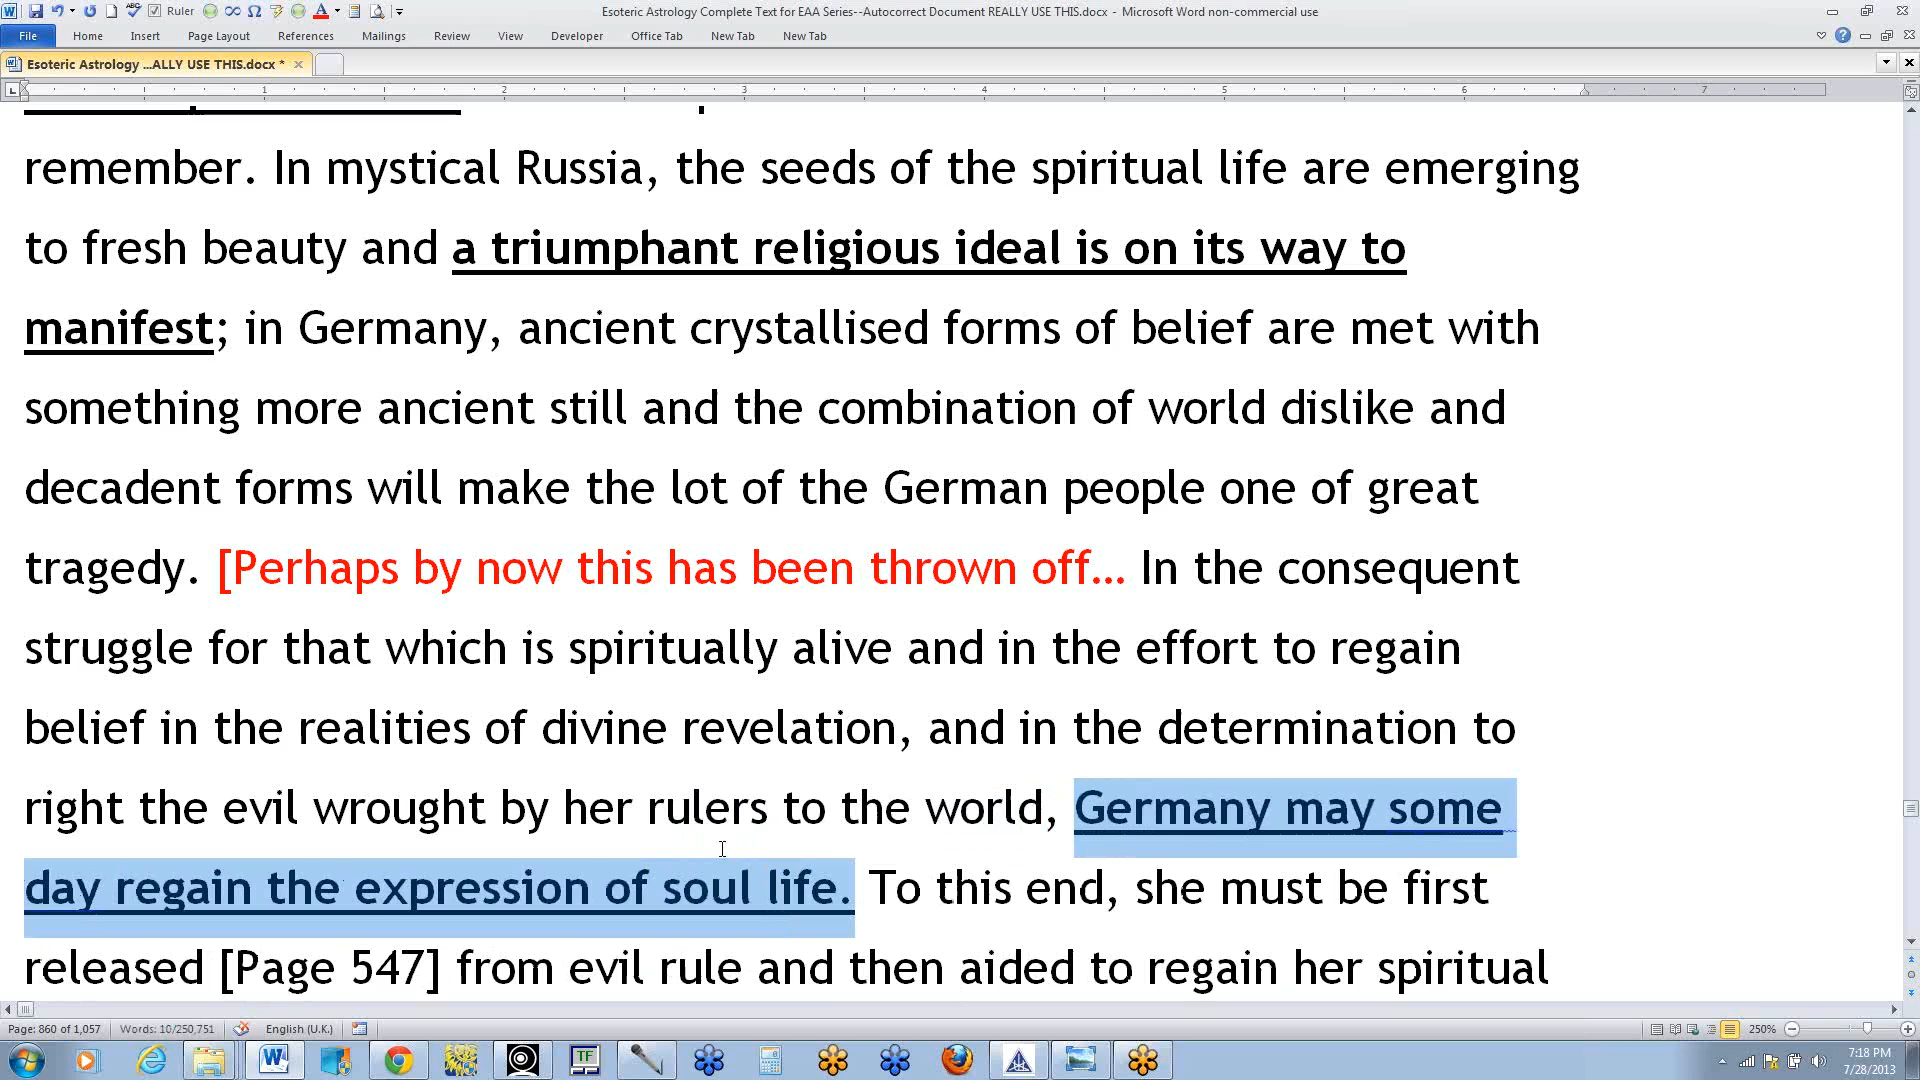 Ruler
Esoteric Astrology Complete Text for EAA Series--Autocorrect Document REALLY USE THIS.docx - Microsoft Word non-commercial use
File Home Insert Page Layout References Mailings Review View Developer Office Tab New Tab New Tab
Esoteric Astrology ...ALLY USE THIS.docx *
1 2 3 4 5 6 7
remember. In mystical Russia, the seeds of the spiritual life are emerging
to fresh beauty and a triumphant religious ideal is on its way to
manifest; in Germany, ancient crystallised forms of belief are met with
something more ancient still and the combination of world dislike and
decadent forms will make the lot of the German people one of great
tragedy. [Perhaps by now this has been thrown off... In the consequent
struggle for that which is spiritually alive and in the effort to regain
belief in the realities of divine revelation, and in the determination to
right the evil wrought by her rulers to the world, Germany may some
day regain the expression of soul life. To this end, she must be first
released [Page 547] from evil rule and then aided to regain her spiritual
Page: 860 of 1,057 Words: 10/250,751 English (U.K.) 250%
TF
7:18 PM
7/28/2013